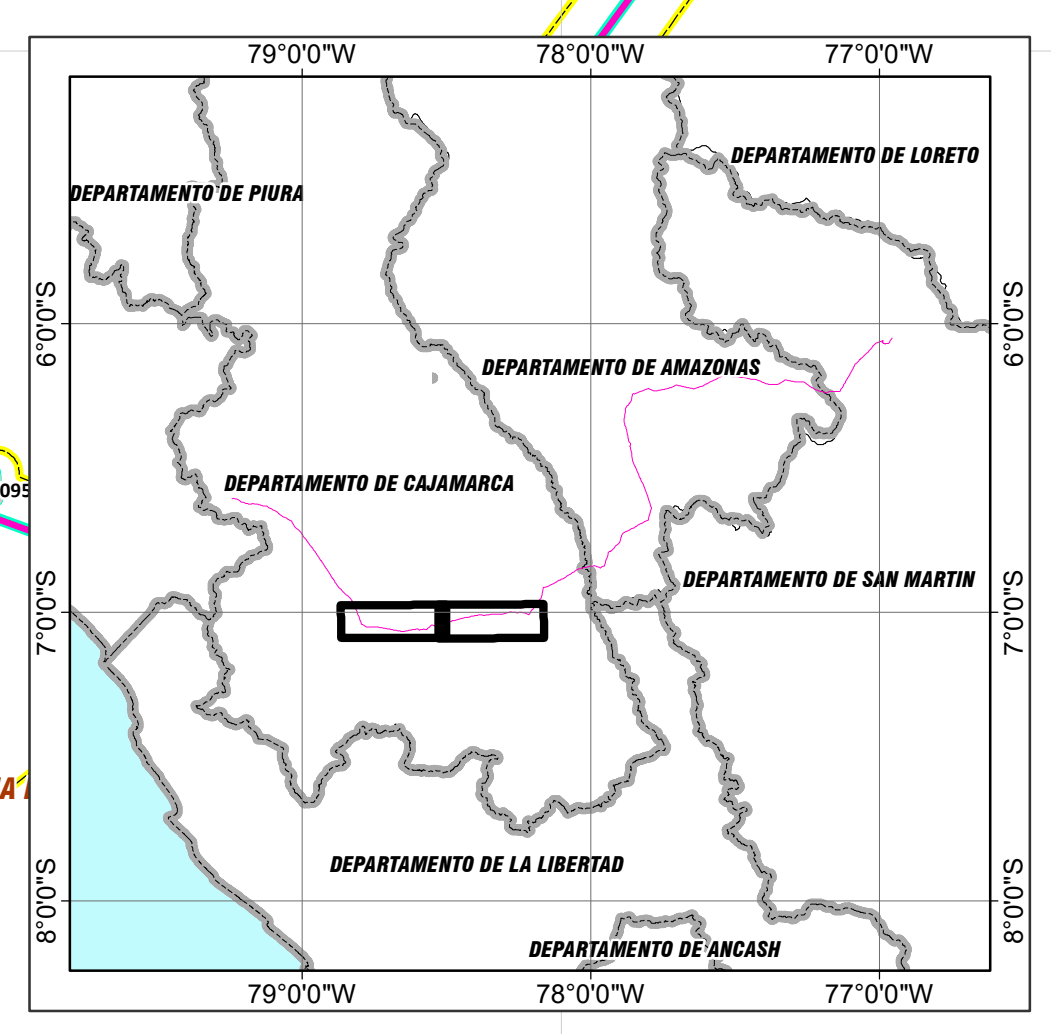 79°0'0"W 78°0'0"W 77°0'0"W
DEPARTAMENTO DE LORETO
DEPARTAMENTO DE PIURA
6°0'0"S 6°0'0"S
DEPARTAMENTO DE AMAZONAS
DEPARTAMENTO DE CAJAMARCA
095
DEPARTAMENTO DE SAN MARTIN
7°0'0"S 7°0'0"S
A
DEPARTAMENTO DE LA LIBERTAD
8°0'0"S 8°0'0"S
DEPARTAMENTO DE ANCASH
79°0'0"W 78°0'0"W 77°0'0"W